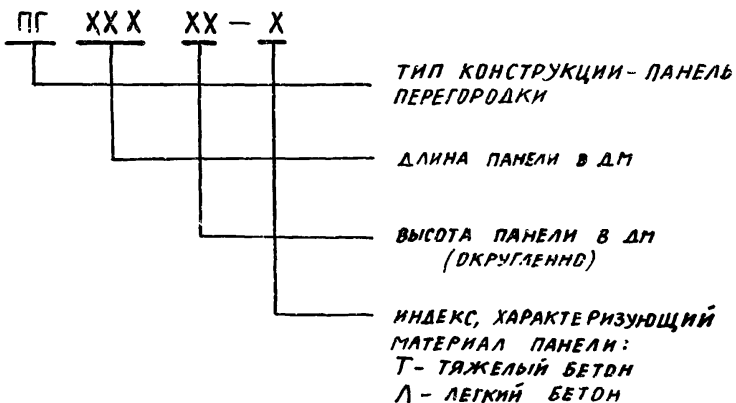 ПГ ХХХ ХХ - Х
ТИП КОНСТРУКЦИИ - ПАНЕЛЬ
ПЕРЕГОРОДКИ
ДЛИНА ПАНЕЛИ В ДМ
ВЫСОТА ПАНЕЛИ В ДМ
(ОКРУГЛЕННО)
ИНДЕКС, ХАРАКТЕРИЗУЮЩИЙ
МАТЕРИАЛ ПАНЕЛИ:
Т - ТЯЖЕЛЫЙ БЕТОН
Л - ЛЕГКИЙ БЕТОН